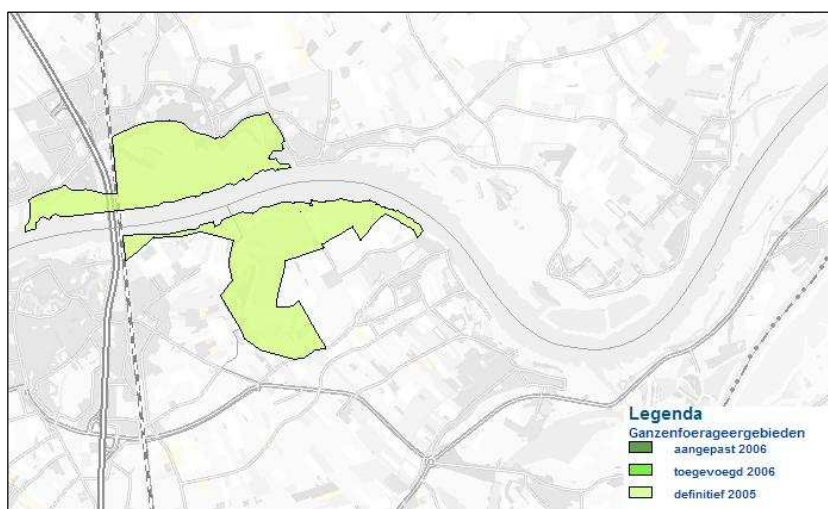 Legenda
Ganzenfoerageergebieden
aangepast 2006
toegevoegd 2006
definitief 2005